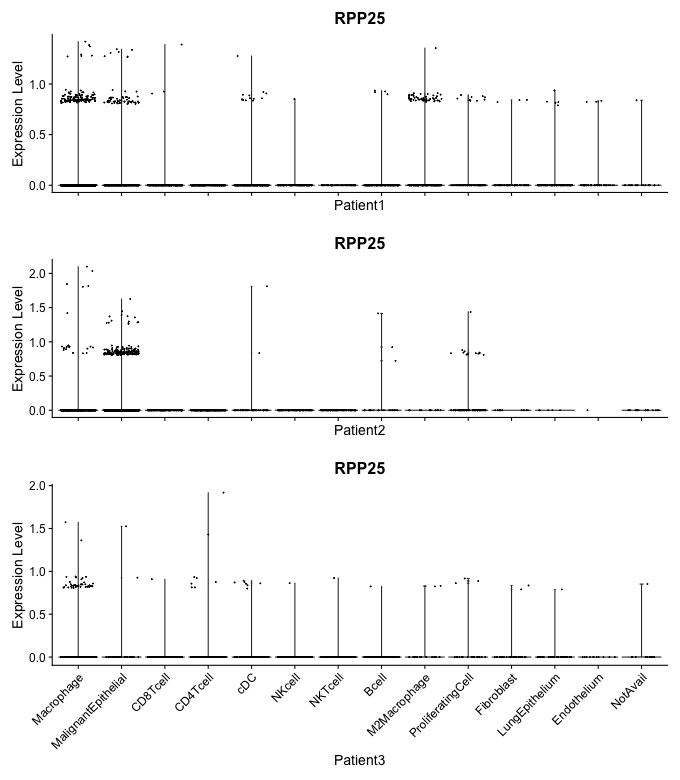 RPP25
Expression Level
1.0
0.5
0.0
Patient1
RPP25
Expression Level
2.0
1.5
1.0
0.5
0.0
Patient2
RPP25
Expression Level
2.0
1.5
1.0
0.5
0.0
Macrophage
MalignantEpithelial
CD8Tcell
CD4Tcell
cDC
NKcell
NKTcell
Bcell
M2Macrophage
ProliferatingCell
Fibroblast
LungEpithelium
Endothelium
NotAvail
Patient3